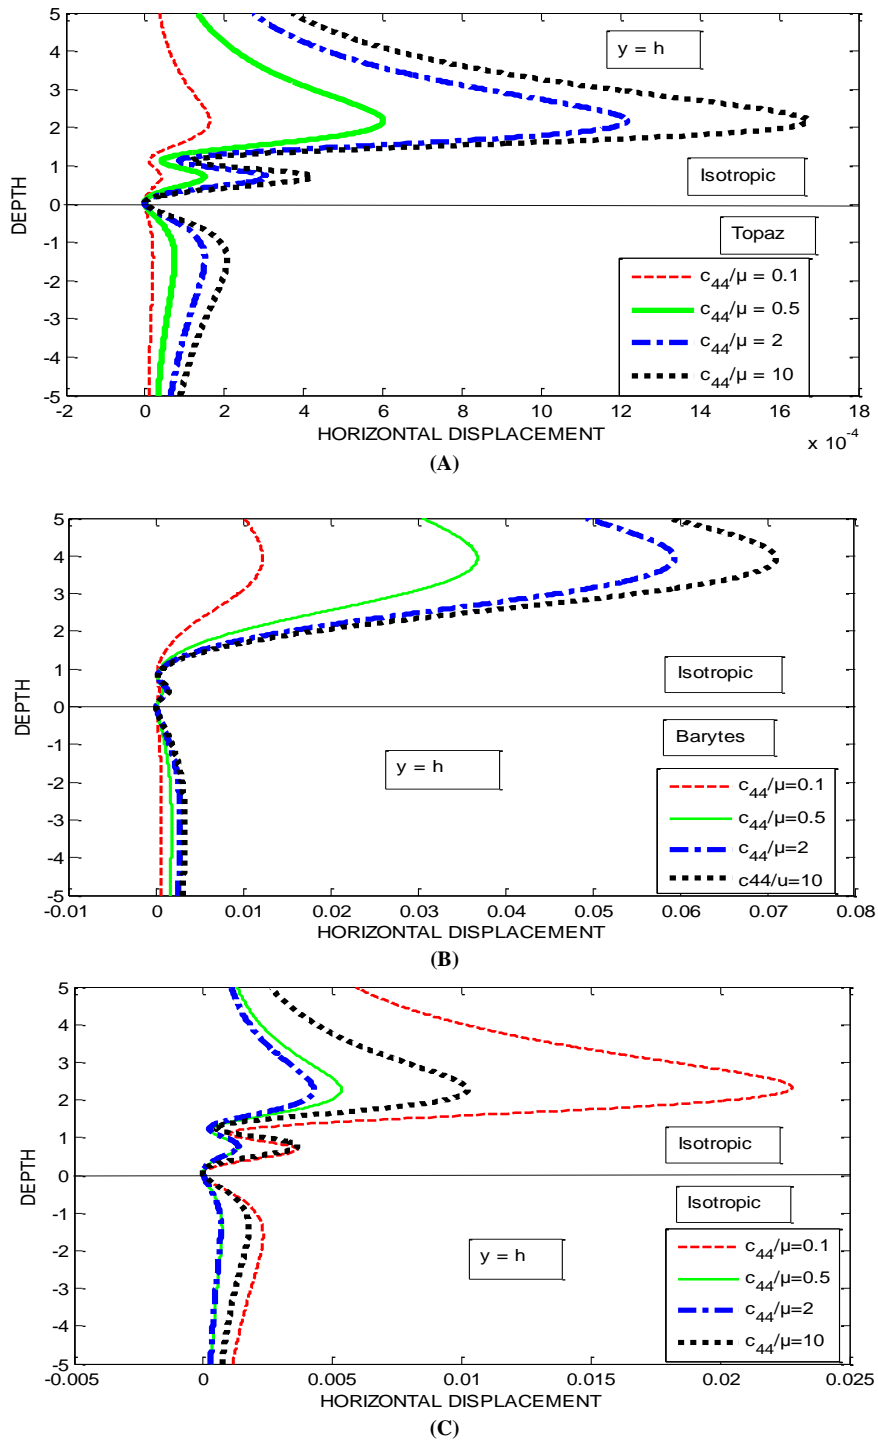 5
4
3
2
1
0
-1
-2
-3
-4
-5
DEPTH
y = h
Isotropic
Topaz
c44/μ = 0.1
c44/μ = 0.5
c44/μ = 2
c44/μ = 10
-2 0 2 4 6 8 10 12 14 16 18
HORIZONTAL DISPLACEMENT
x 10-4
(A)
5
4
3
2
1
0
-1
-2
-3
-4
-5
DEPTH
Isotropic
Barytes
y = h
c44/μ=0.1
c44/μ=0.5
c44/μ=2
c44/u=10
-0.01 0 0.01 0.02 0.03 0.04 0.05 0.06 0.07 0.08
HORIZONTAL DISPLACEMENT
(B)
5
4
3
2
1
0
-1
-2
-3
-4
-5
DEPTH
Isotropic
Isotropic
y = h
c44/μ=0.1
c44/μ=0.5
c44/μ=2
c44/μ=10
-0.005 0 0.005 0.01 0.015 0.02 0.025
HORIZONTAL DISPLACEMENT
(C)